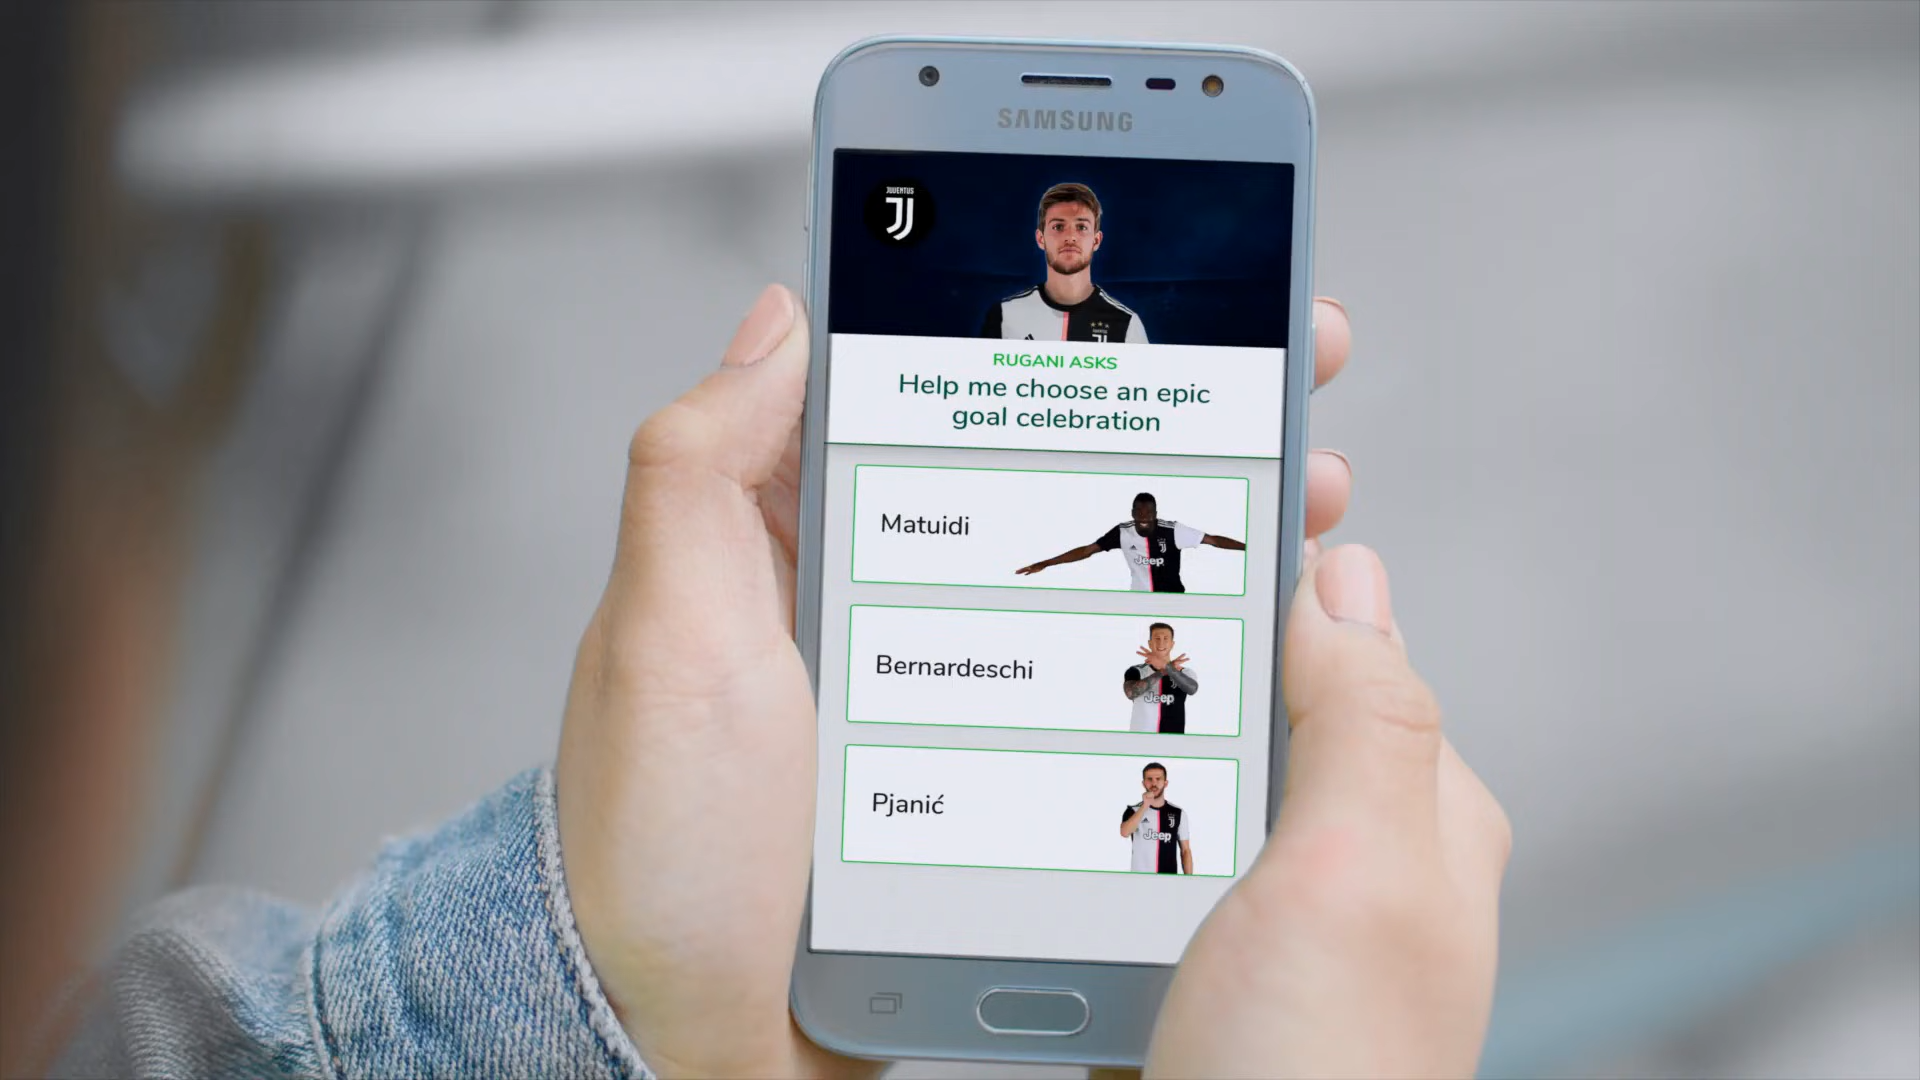 SAMSUNG
JUVENTUS
RUGANI ASKS
Help me choose an epic
goal celebration
Matuidi
Jeep
Bernardeschi
Jeep
Pjanić
Jeep